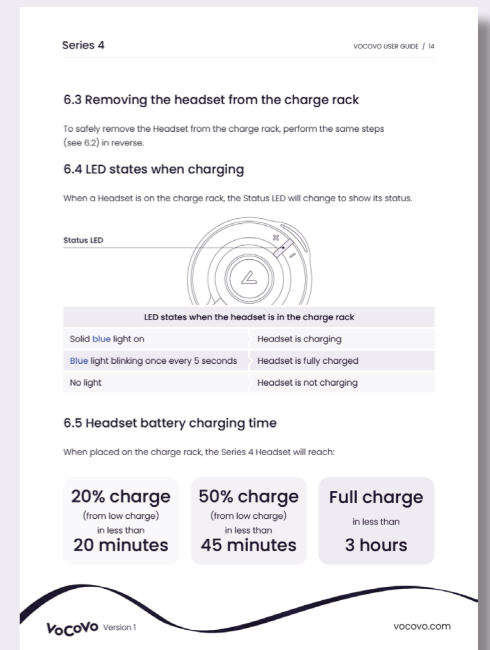 Series 4
VOCOVO USER GUIDE / 14
6.3 Removing the headset from the charge rack
To safely remove the Headset from the charge rack, perform the same steps
(see 6.2) in reverse.
6.4 LED states when charging
When a Headset is on the charge rack, the Status LED will change to show its status.
Status LED
LED states when the headset is in the charge rack
Solid blue light on Headset is charging
Blue light blinking once every 5 seconds Headset is fully charged
No light Headset is not charging
6.5 Headset battery charging time
When placed on the charge rack, the Series 4 Headset will reach:
20% charge
(from low charge)
in less than
20 minutes
50% charge
(from low charge)
in less than
45 minutes
Full charge
in less than
3 hours
VoCoVo Version 1
vocovo.com